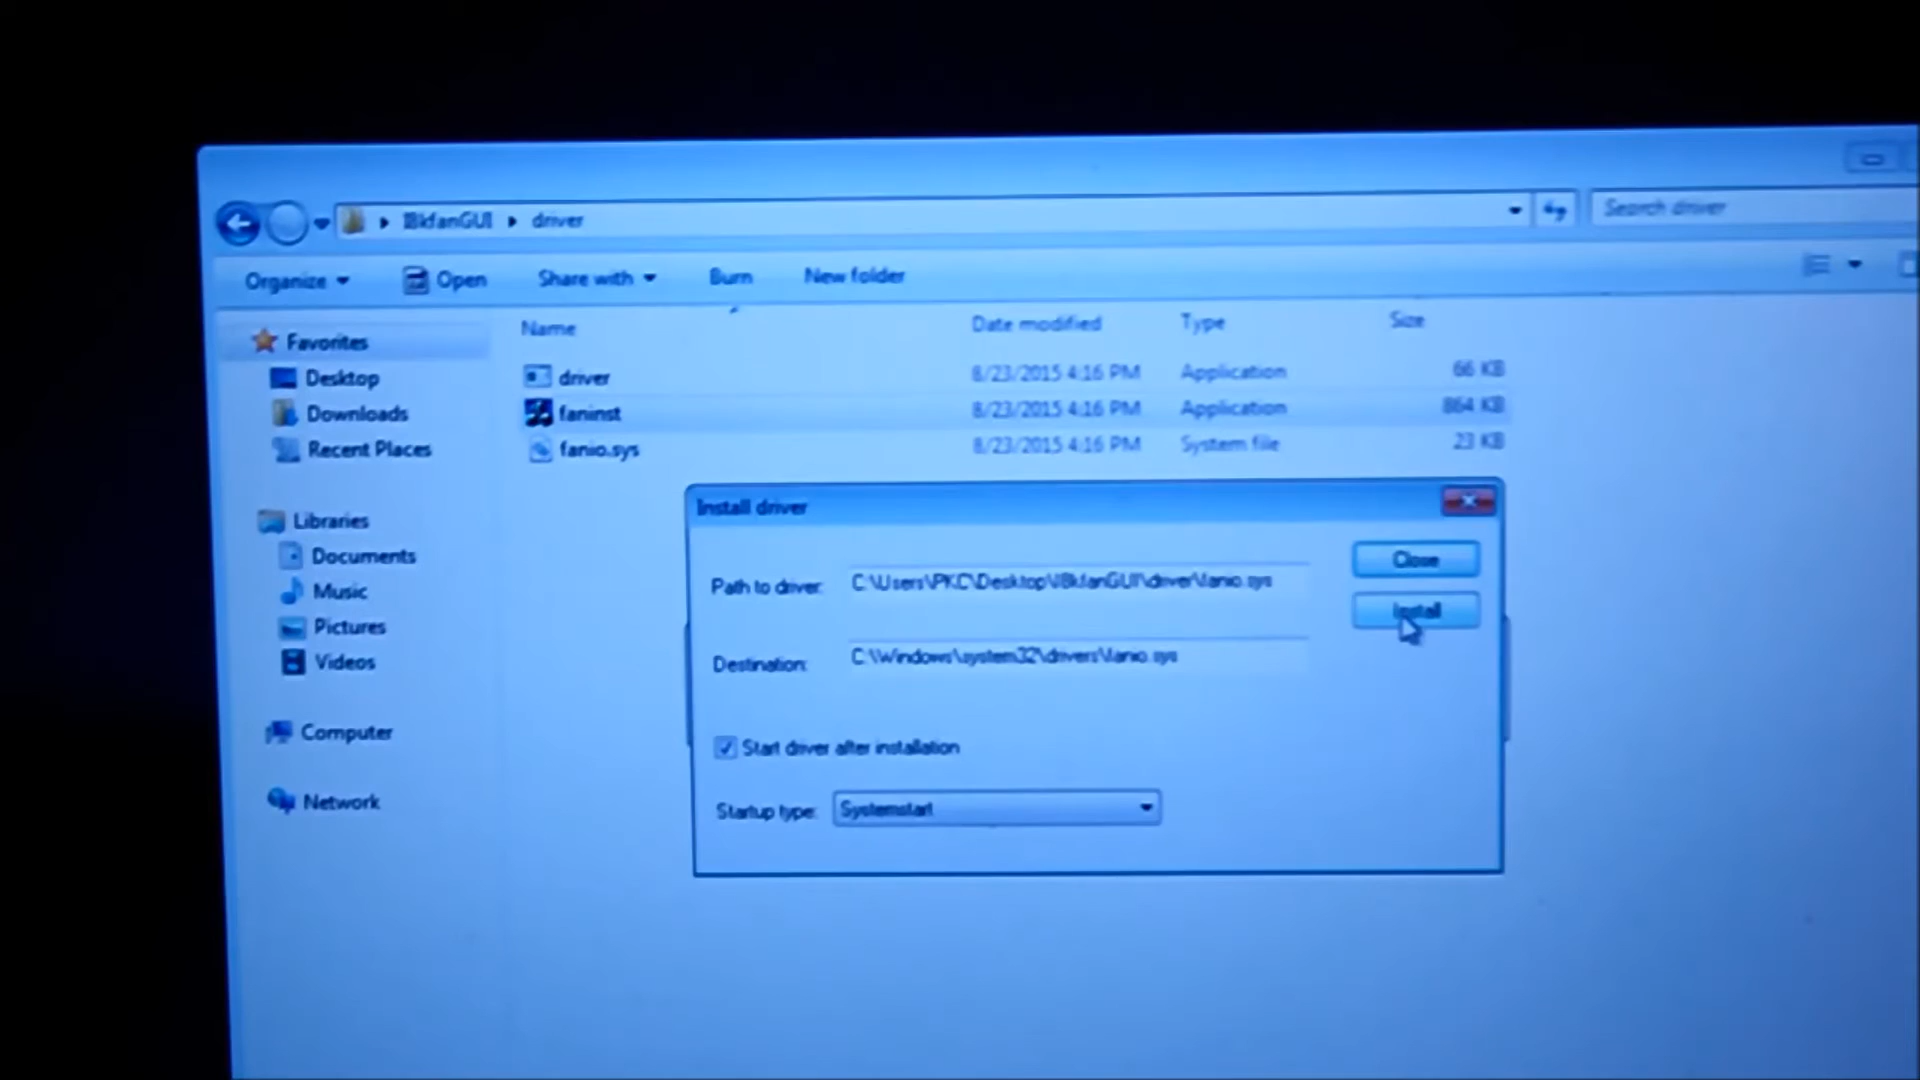 I8kfanGUI ▸ driver
Search driver
Organize Open Share with Burn New folder
Name Date modified Type Size
Favorites
Desktop
Downloads
Recent Places
Libraries
Documents
Music
Pictures
Videos
Computer
Network
driver 8/23/2015 4:16 PM Application 66 KB
faninst 8/23/2015 4:16 PM Application 864 KB
fanio.sys 8/23/2015 4:16 PM System file 23 KB
Install driver
Close
Path to driver: C:\Users\PKC\Desktop\I8kfanGUI\driver\fanio.sys
Install
Destination: C:\Windows\system32\drivers\fanio.sys
Start driver after installation
Startup type: Systemstart